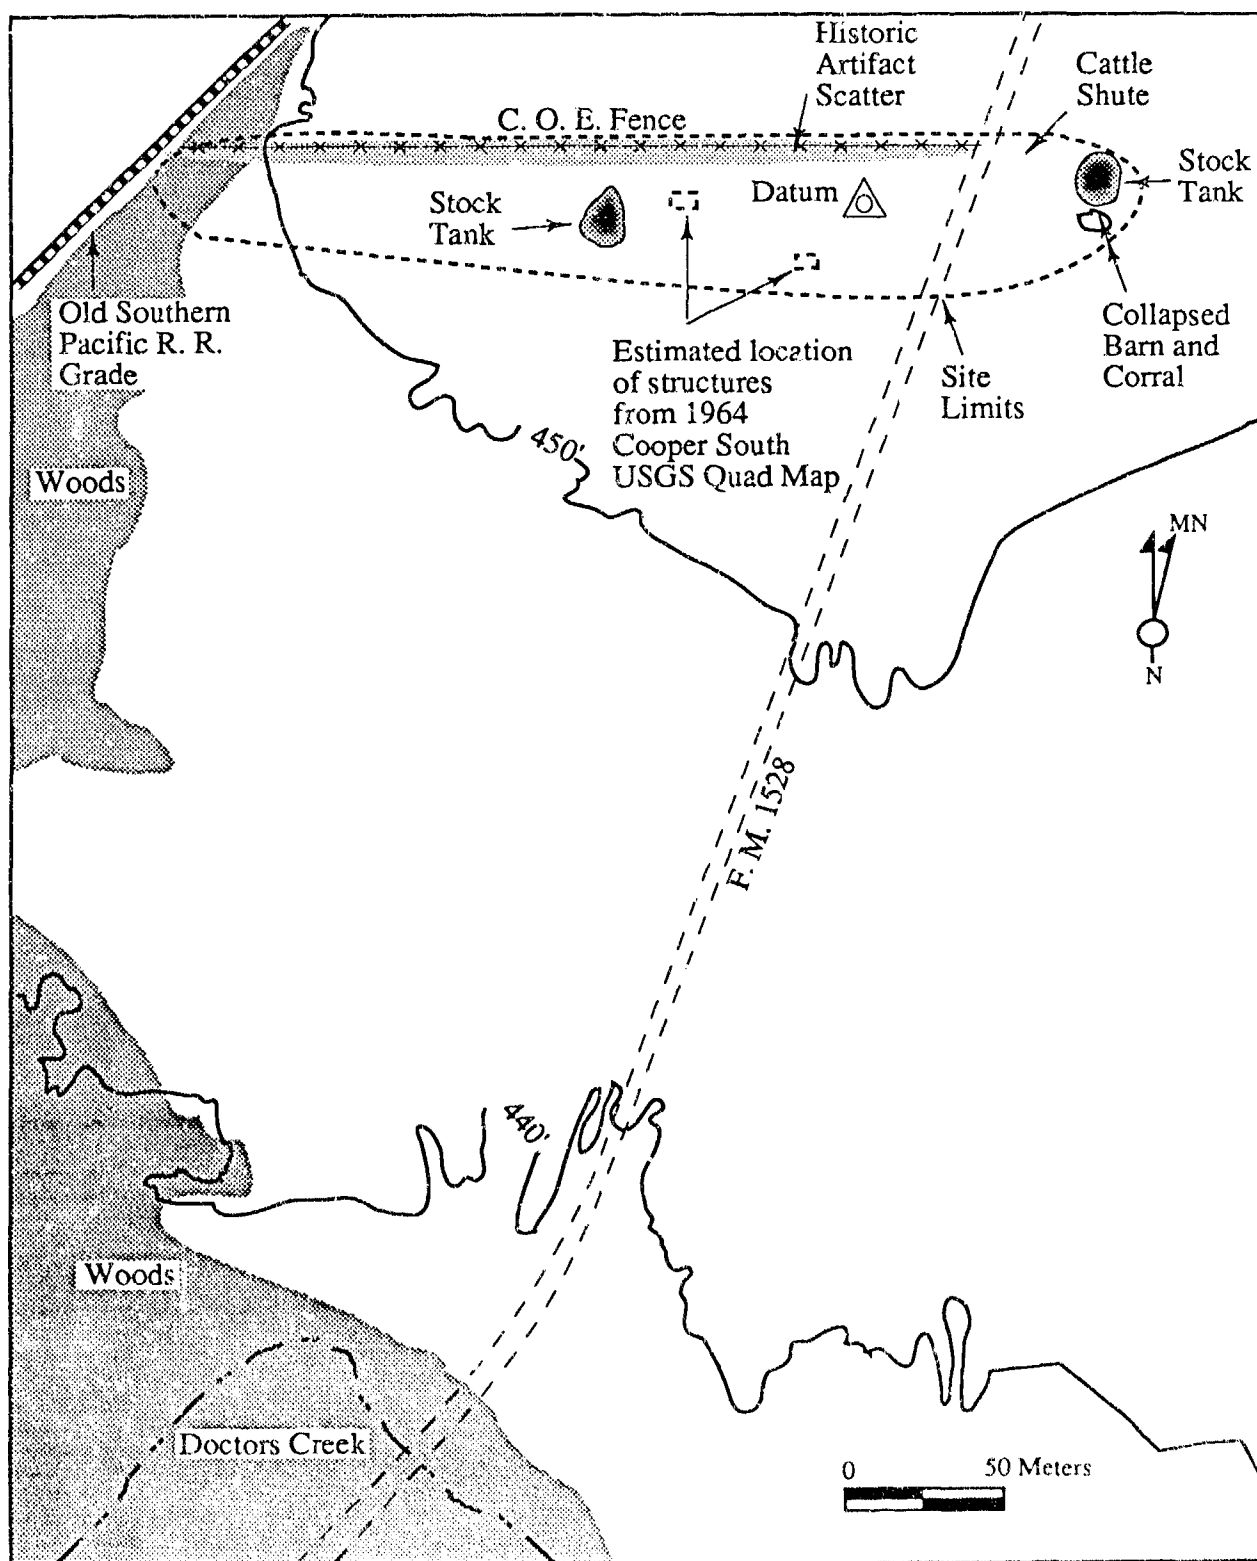 Historic
Artifact
Scatter
Cattle
Shute
C. O. E. Fence
Stock
Tank
Datum
Stock
Tank
Old Southern
Pacific R. R.
Grade
Estimated location
of structures
from 1964
Cooper South
USGS Quad Map
Site
Limits
Collapsed
Barn and
Corral
450'
Woods
MN
N
F. M. 1528
440'
Woods
Doctors Creek
0 50 Meters